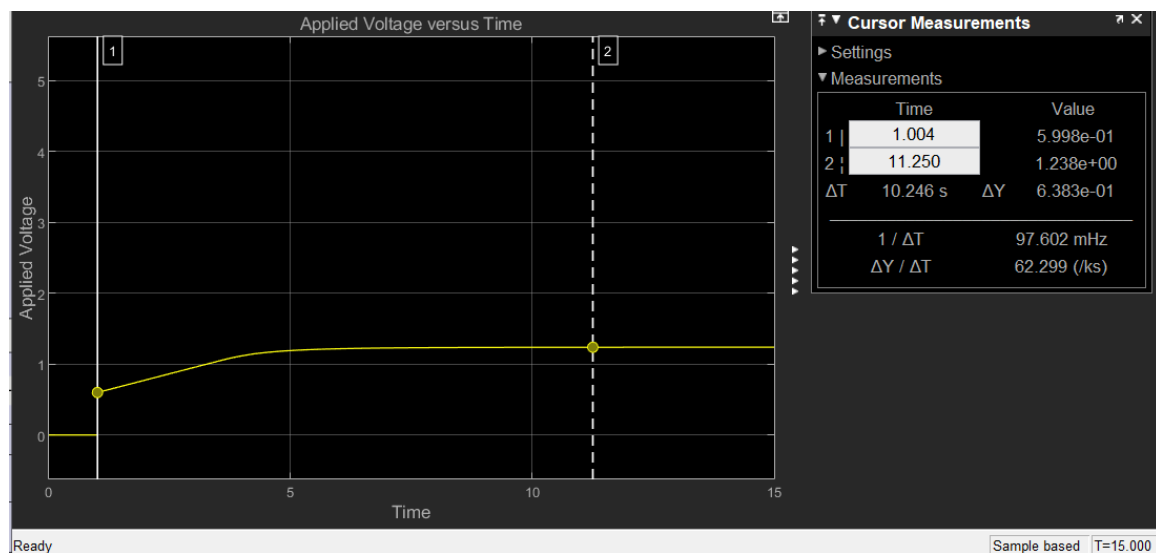 Applied Voltage versus Time
1
2
5
4
3
2
1
0
Applied Voltage
0 5 10 15
Time
Cursor Measurements
Settings
Measurements
Time Value
1 | 1.004 5.998e-01
2 ¦ 11.250 1.238e+00
ΔT 10.246 s ΔY 6.383e-01
1 / ΔT 97.602 mHz
ΔY / ΔT 62.299 (/ks)
Ready
Sample based T=15.000